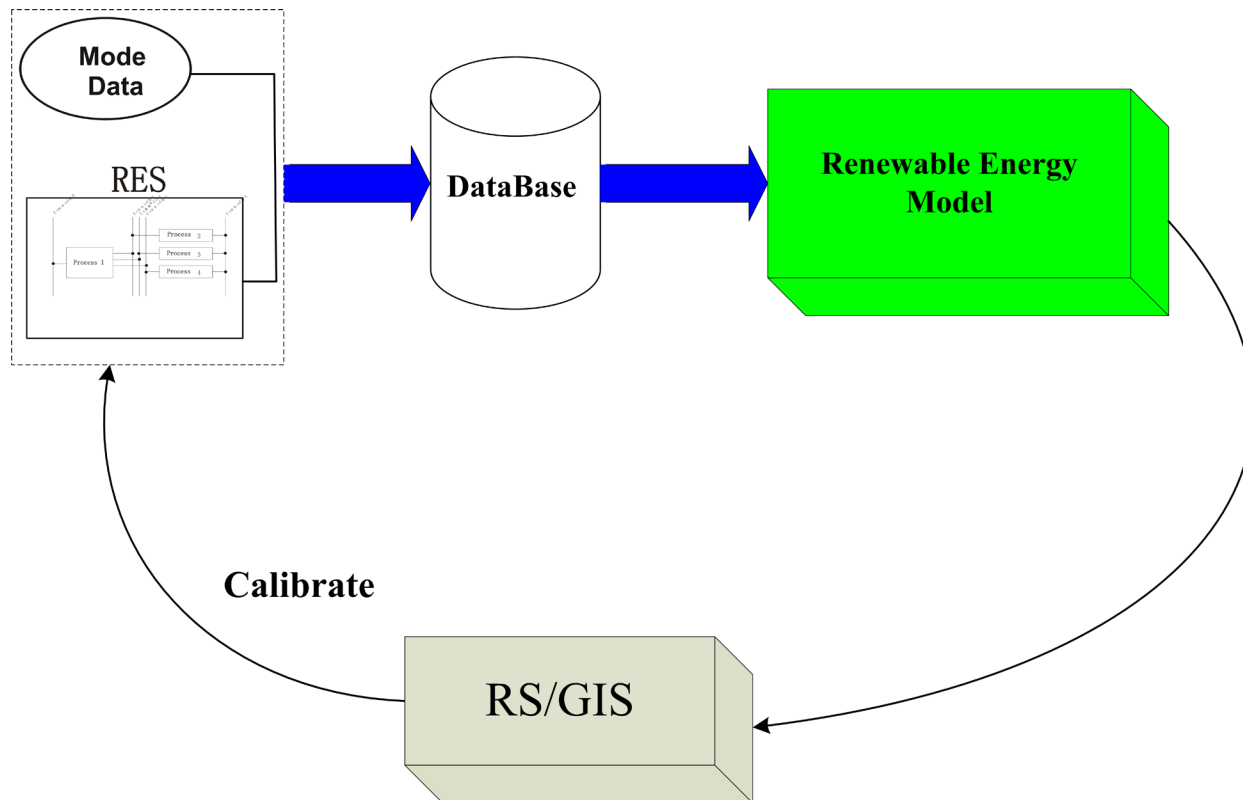 Mode
Data
RES
Process 1
Process 2
Process 3
Process 4
DataBase
Renewable Energy
Model
Calibrate
RS/GIS